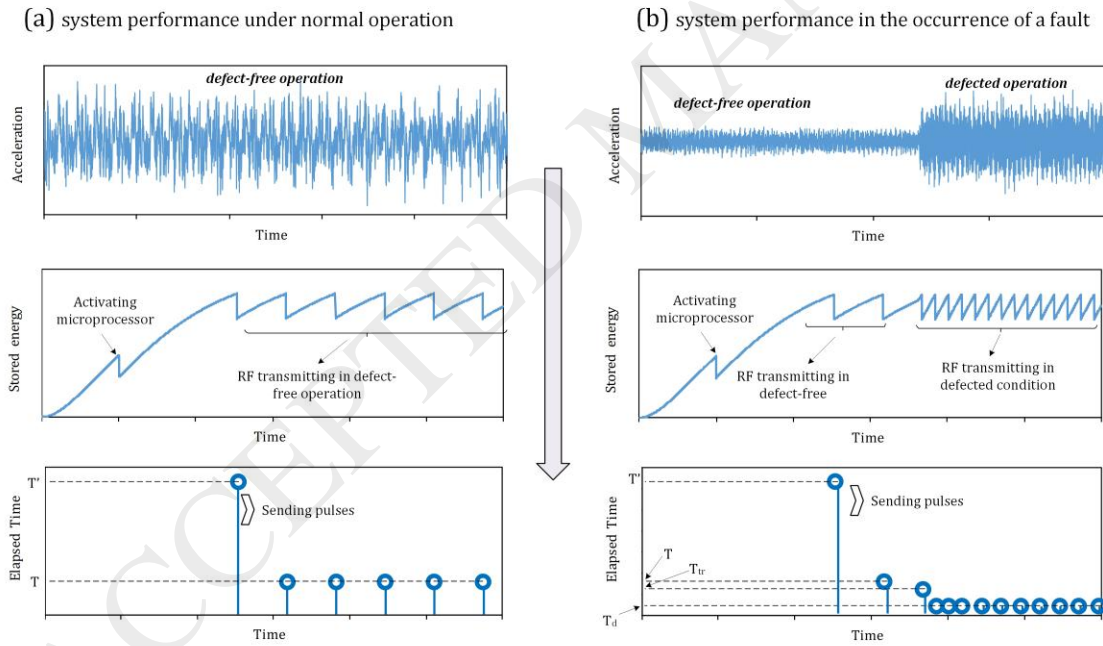 (a) system performance under normal operation
defect-free operation
Acceleration
Time
Activating
microprocessor
Stored energy
RF transmitting in defect-
free operation
Time
T'
Sending pulses
Elapsed Time
T
Time
(b) system performance in the occurrence of a fault
defected operation
defect-free operation
Acceleration
Time
Activating
microprocessor
Stored energy
RF transmitting in
defect-free
RF transmitting in
defected condition
Time
T'
Sending pulses
Elapsed Time
T
Ttr
Td
Time
ACCEPTED MA